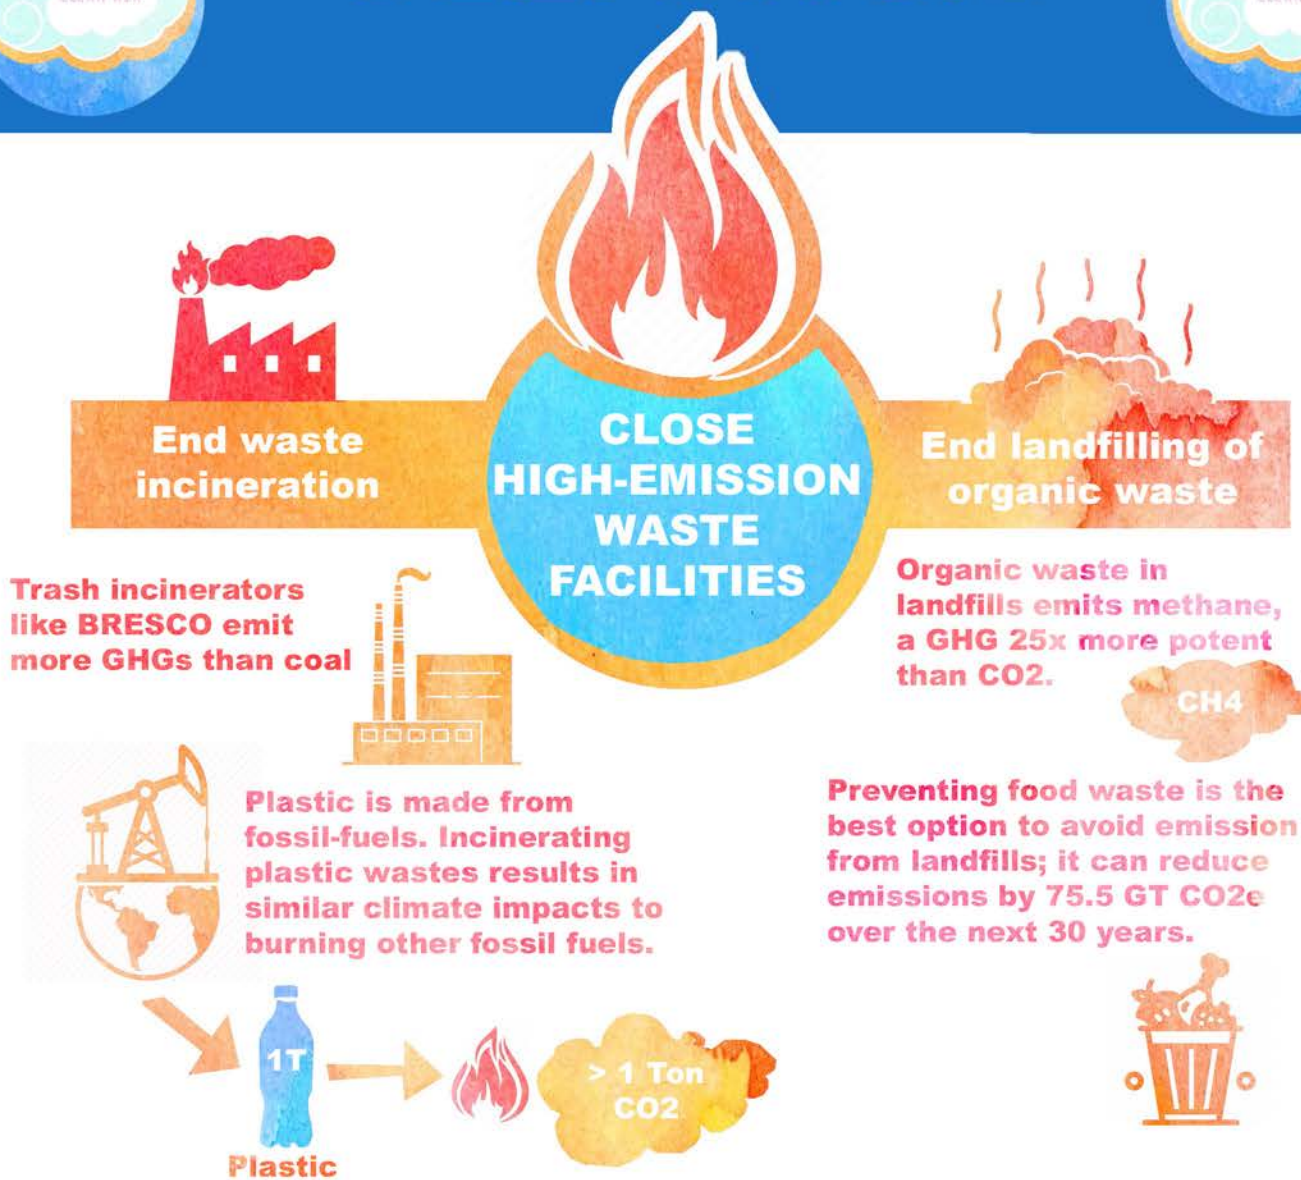 CLOSE
HIGH-EMISSION
WASTE
FACILITIES
End waste
incineration
Trash incinerators
like BRESCO emit
more GHGs than coal
Plastic is made from
fossil-fuels. Incinerating
plastic wastes results in
similar climate impacts to
burning other fossil fuels.
1T
Plastic
> 1 Ton
CO2
End landfilling of
organic waste
Organic waste in
landfills emits methane,
a GHG 25x more potent
than CO2.
CH4
Preventing food waste is the
best option to avoid emission
from landfills; it can reduce
emissions by 75.5 GT CO2e
over the next 30 years.